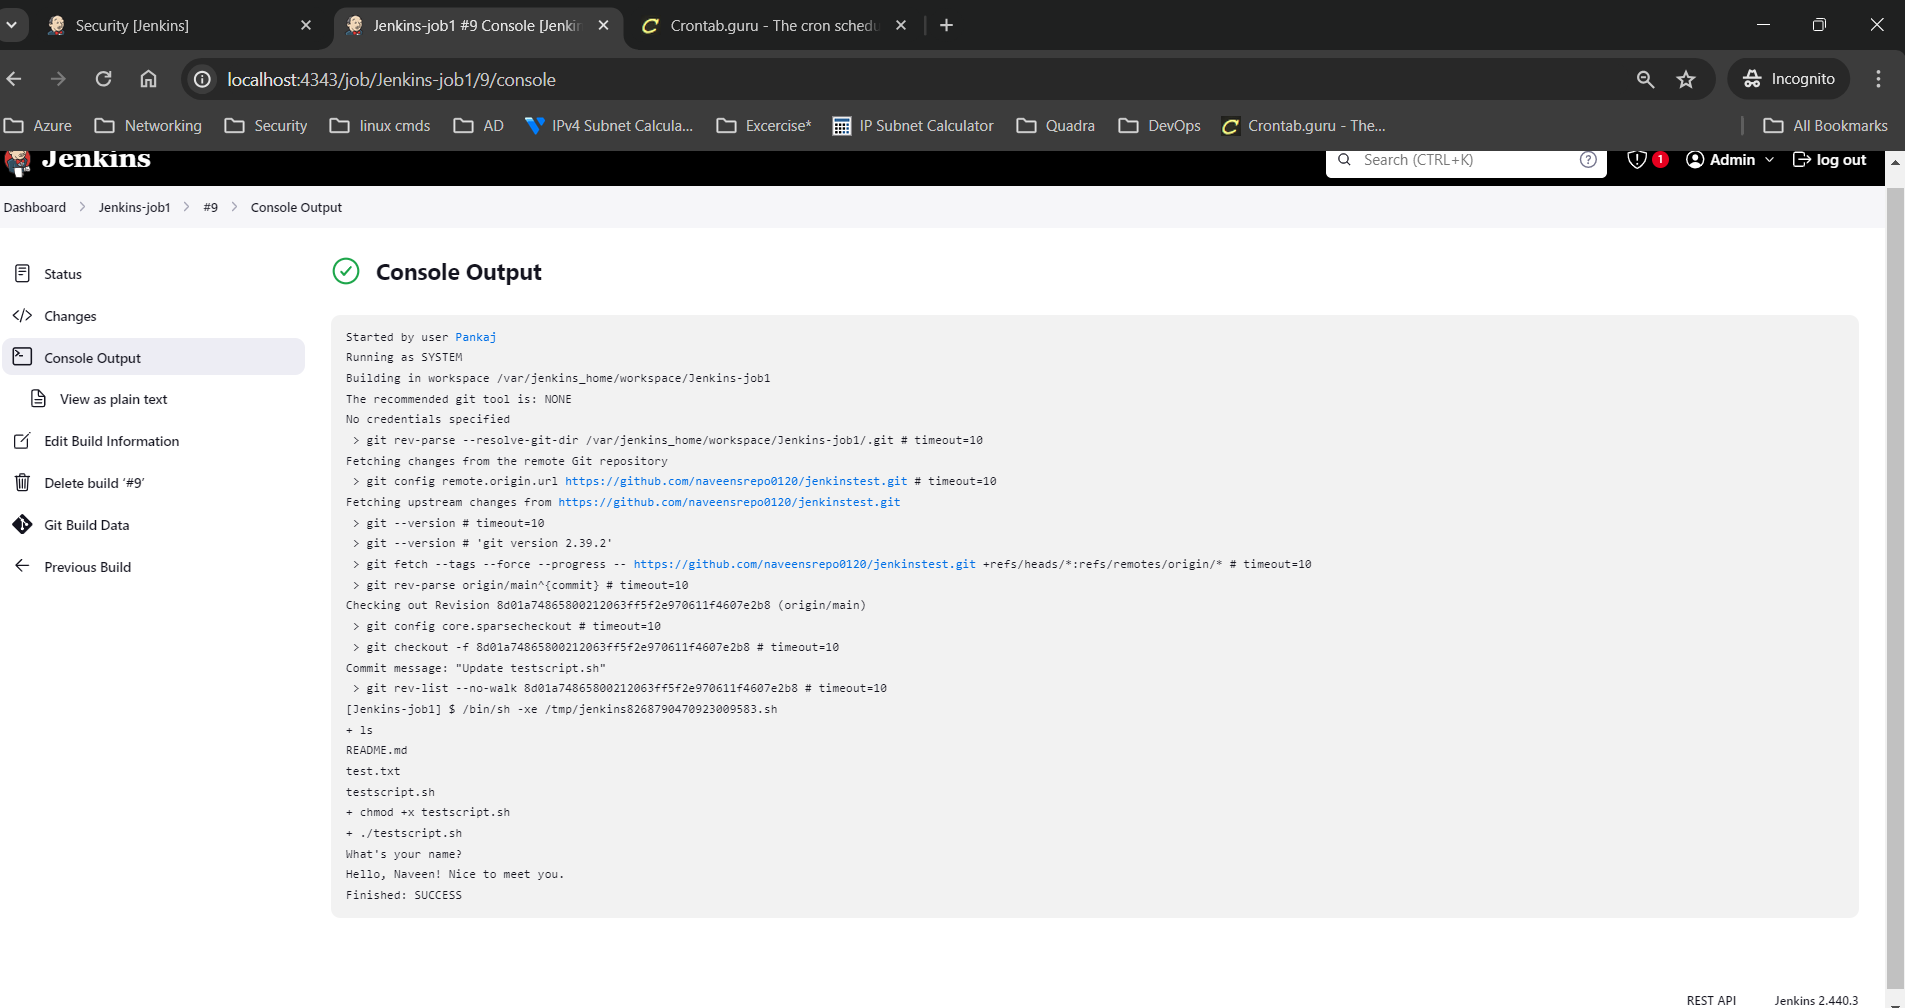 Security [Jenkins]
Jenkins-job1 #9 Console [Jenkin
Crontab.guru - The cron schedu
localhost:4343/job/Jenkins-job1/9/console
Incognito
Azure
Networking
Security
linux cmds
AD
IPv4 Subnet Calcula...
Excercise*
IP Subnet Calculator
Quadra
DevOps
Crontab.guru - The...
All Bookmarks
Jenkins
Search (CTRL+K)
1
Admin
log out
Dashboard
Jenkins-job1
#9
Console Output
Status
Changes
Console Output
View as plain text
Edit Build Information
Delete build ‘#9’
Git Build Data
Previous Build
Console Output
Started by user Pankaj
Running as SYSTEM
Building in workspace /var/jenkins_home/workspace/Jenkins-job1
The recommended git tool is: NONE
No credentials specified
> git rev-parse --resolve-git-dir /var/jenkins_home/workspace/Jenkins-job1/.git # timeout=10
Fetching changes from the remote Git repository
> git config remote.origin.url https://github.com/naveensrepo0120/jenkinstest.git # timeout=10
Fetching upstream changes from https://github.com/naveensrepo0120/jenkinstest.git
> git --version # timeout=10
> git --version # 'git version 2.39.2'
> git fetch --tags --force --progress -- https://github.com/naveensrepo0120/jenkinstest.git +refs/heads/*:refs/remotes/origin/* # timeout=10
> git rev-parse origin/main^{commit} # timeout=10
Checking out Revision 8d01a74865800212063ff5f2e970611f4607e2b8 (origin/main)
> git config core.sparsecheckout # timeout=10
> git checkout -f 8d01a74865800212063ff5f2e970611f4607e2b8 # timeout=10
Commit message: "Update testscript.sh"
> git rev-list --no-walk 8d01a74865800212063ff5f2e970611f4607e2b8 # timeout=10
[Jenkins-job1] $ /bin/sh -xe /tmp/jenkins8268790470923009583.sh
+ ls
README.md
test.txt
testscript.sh
+ chmod +x testscript.sh
+ ./testscript.sh
What's your name?
Hello, Naveen! Nice to meet you.
Finished: SUCCESS
REST API
Jenkins 2.440.3